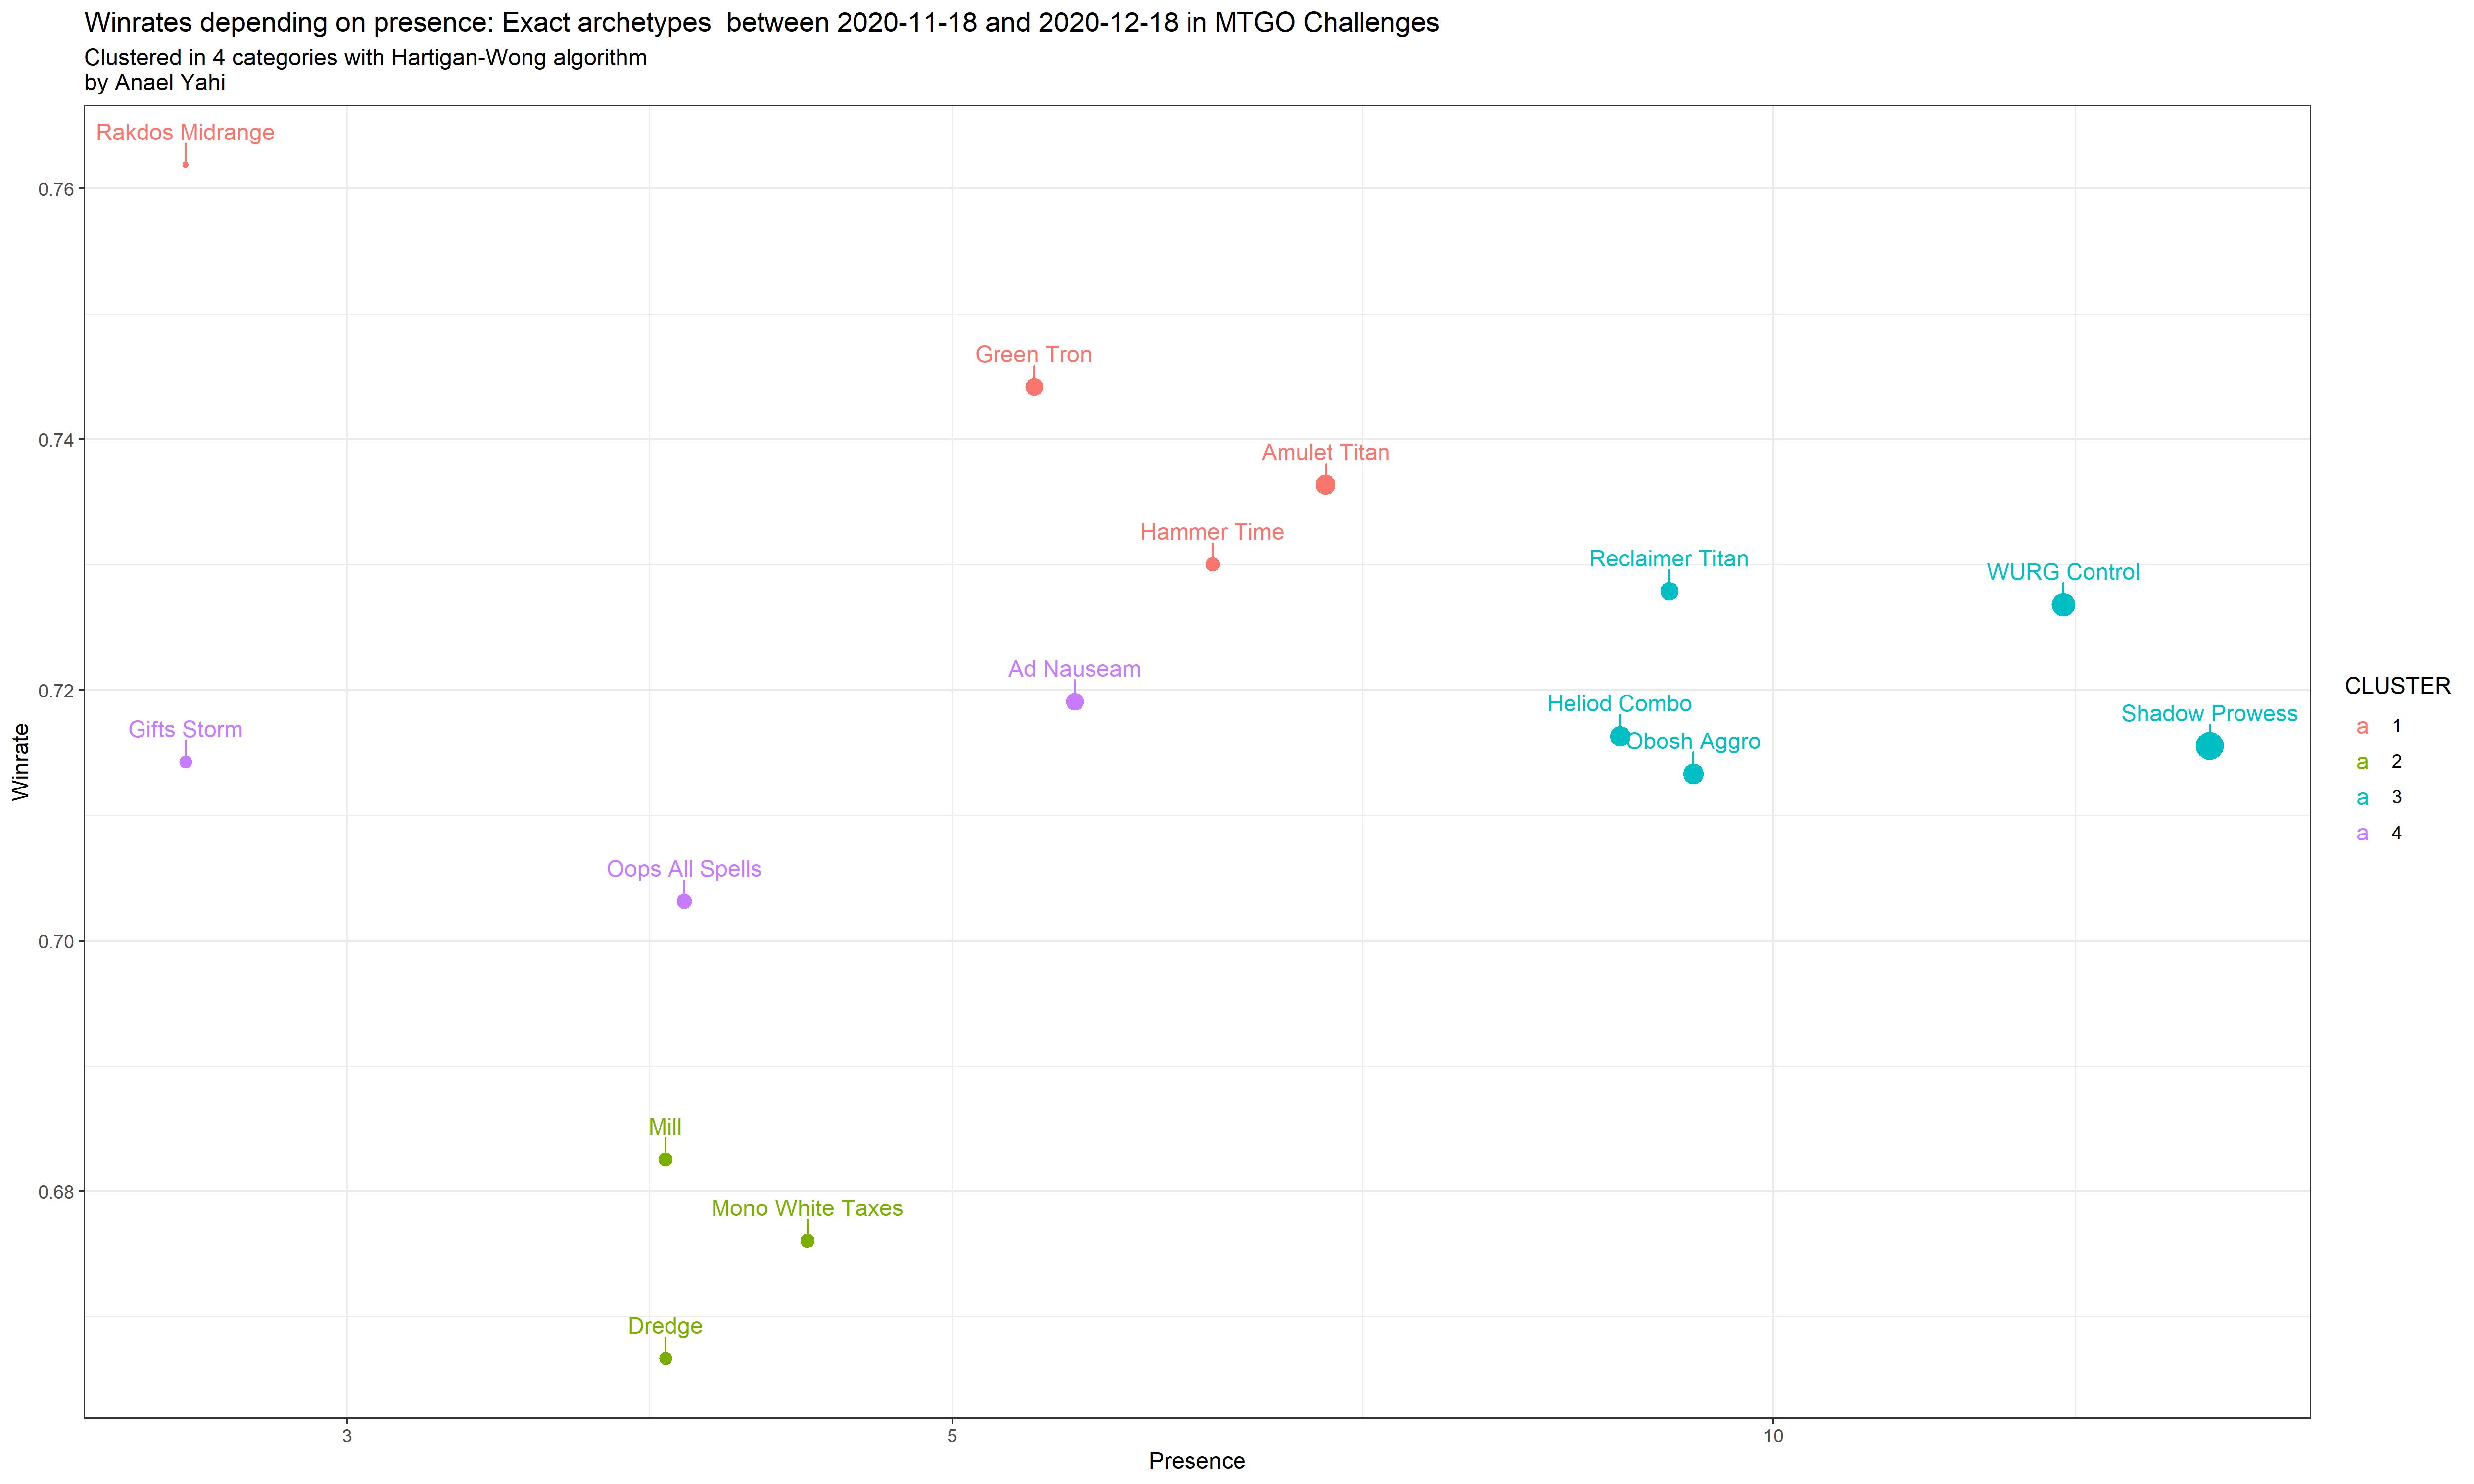 Winrates depending on presence: Exact archetypes  between 2020-11-18 and 2020-12-18 in MTGO Challenges
Clustered in 4 categories with Hartigan-Wong algorithm
by Anael Yahi
Rakdos Midrange
0.76
Green Tron
0.74
Amulet Titan
Hammer Time
Reclaimer Titan
WURG Control
Ad Nauseam
0.72
Heliod Combo
Shadow Prowess
Gifts Storm
Obosh Aggro
Winrate
CLUSTER
a 1
a 2
a 3
a 4
Oops All Spells
0.70
Mill
0.68
Mono White Taxes
Dredge
3
5
10
Presence